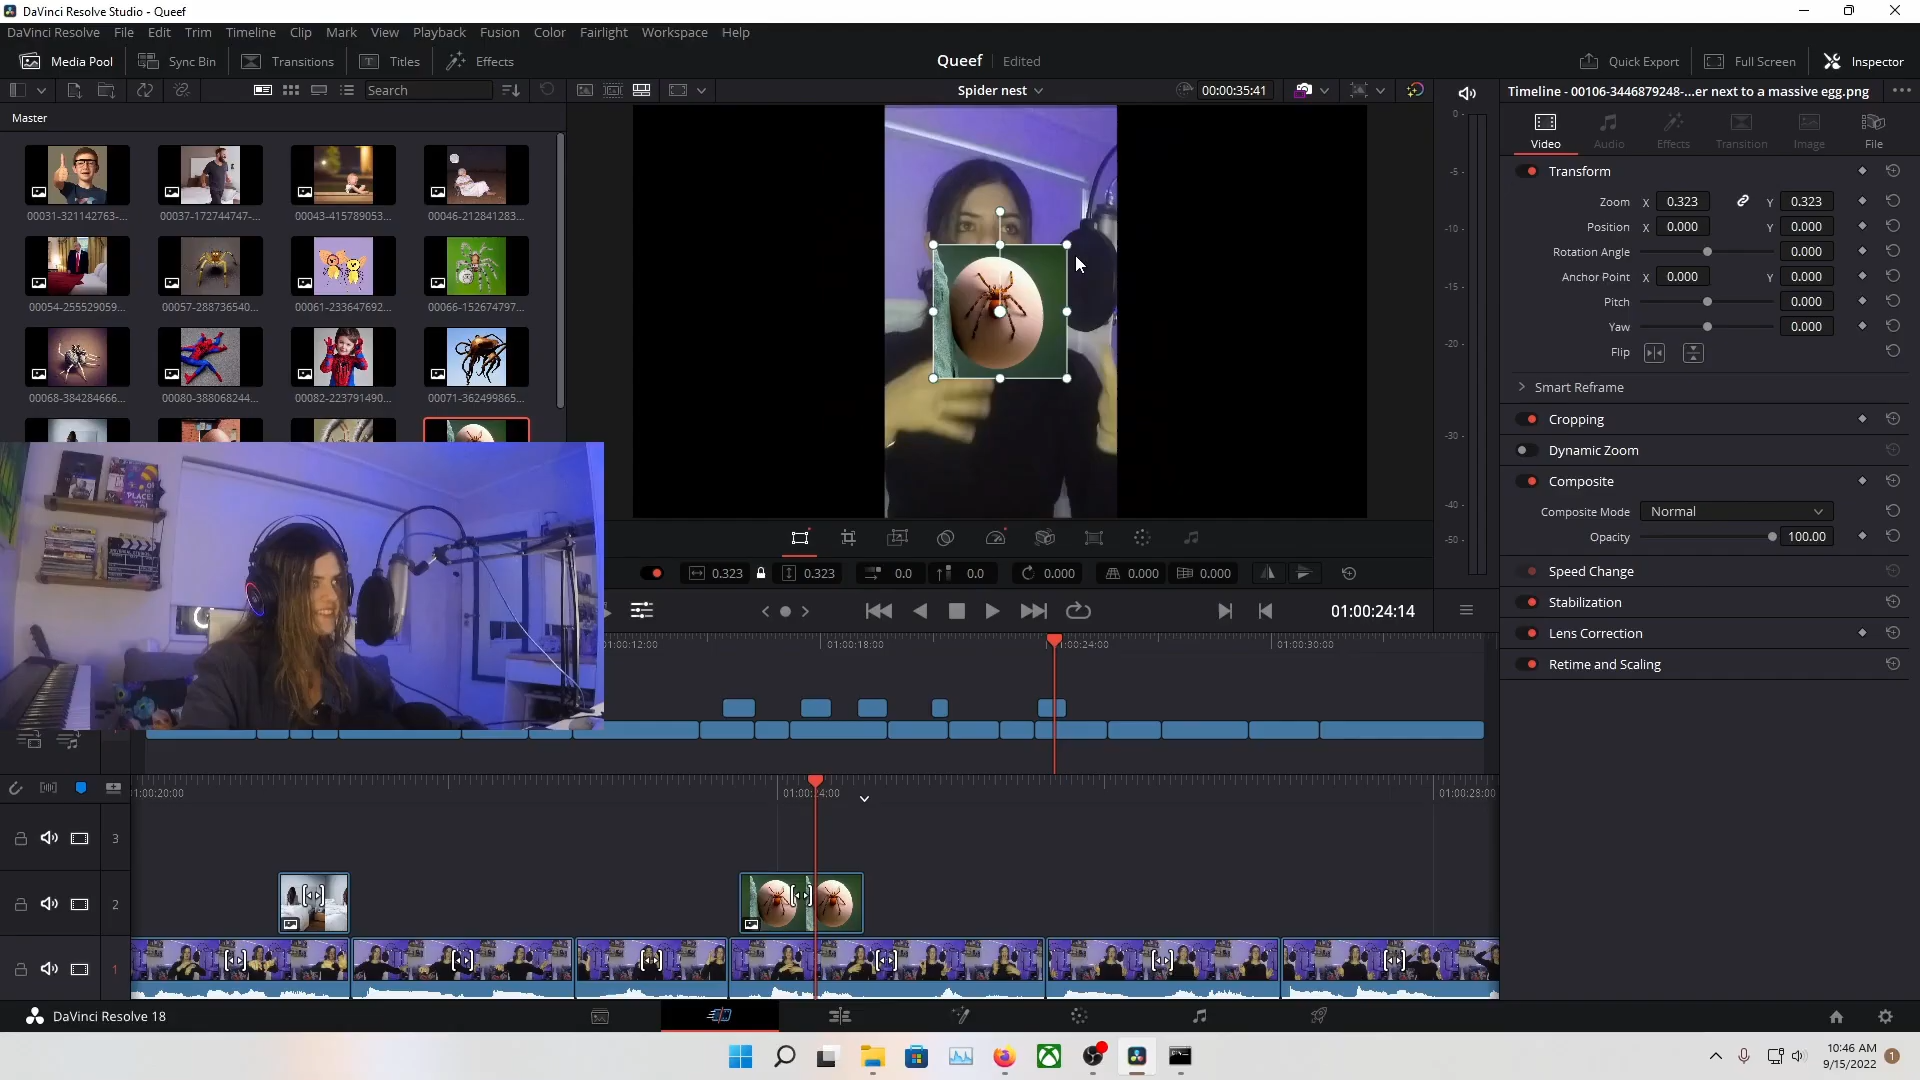 DaVinci Resolve Studio - Queef
DaVinci Resolve File Edit Trim Timeline Clip Mark View Playback Fusion Color Fairlight Workspace Help
Media Pool Sync Bin Transitions Titles Effects Queef Edited Quick Export Full Screen Inspector
Search Spider nest 00:00:35:41 Timeline - 00106-3446879248-...er next to a massive egg.png
Master
Video Audio Effects Transition Image File
Transform
Zoom X 0.323 Y 0.323
Position X 0.000 Y 0.000
Rotation Angle 0.000
Anchor Point X 0.000 Y 0.000
Pitch 0.000
Yaw 0.000
Flip
Smart Reframe
Cropping
Dynamic Zoom
Composite
Composite Mode Normal
Opacity 100.00
Speed Change
Stabilization
Lens Correction
Retime and Scaling
00031-321142763-... 00037-172744747-... 00043-415789053... 00046-212841283...
00054-255529059... 00057-288736540... 00061-233647692... 00066-152674797...
00068-384284666... 00080-388068244... 00082-223791490... 00071-362499865...
0
-5
-10
-15
-20
-30
-40
-50
0.323 0.323 0.0 0.0 0.000 0.000 0.000
01:00:24:14
01:00:12:00 01:00:18:00 :00:24:00 01:00:30:00
01:00:20:00 01:00:24:00 01:00:28:00
3
2
1
DaVinci Resolve 18
10:46 AM
9/15/2022
1